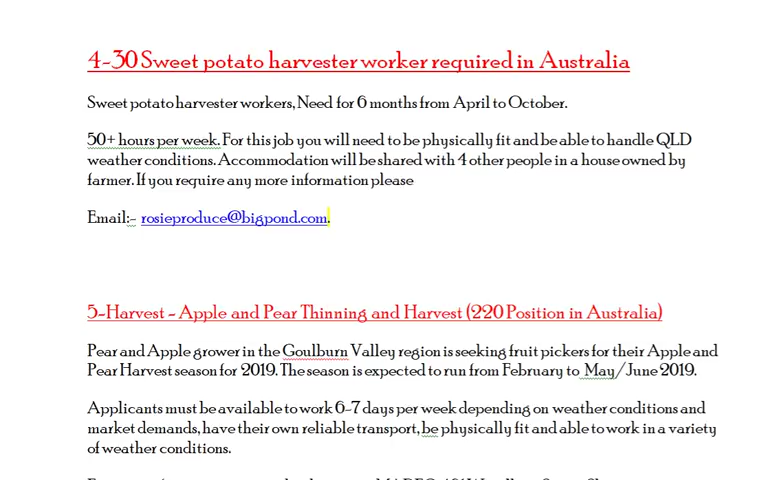 4-30 Sweet potato harvester worker required in Australia
Sweet potato harvester workers, Need for 6 months from April to October.
50+ hours per week. For this job you will need to be physically fit and be able to handle QLD
weather conditions. Accommodation will be shared with 4 other people in a house owned by
farmer. If you require any more information please
Email:- rosieproduce@bigpond.com.
5-Harvest - Apple and Pear Thinning and Harvest (220 Position in Australia)
Pear and Apple grower in the Goulburn Valley region is seeking fruit pickers for their Apple and
Pear Harvest season for 2019. The season is expected to run from February to May/June 2019.
Applicants must be available to work 6-7 days per week depending on weather conditions and
market demands, have their own reliable transport, be physically fit and able to work in a variety
of weather conditions.